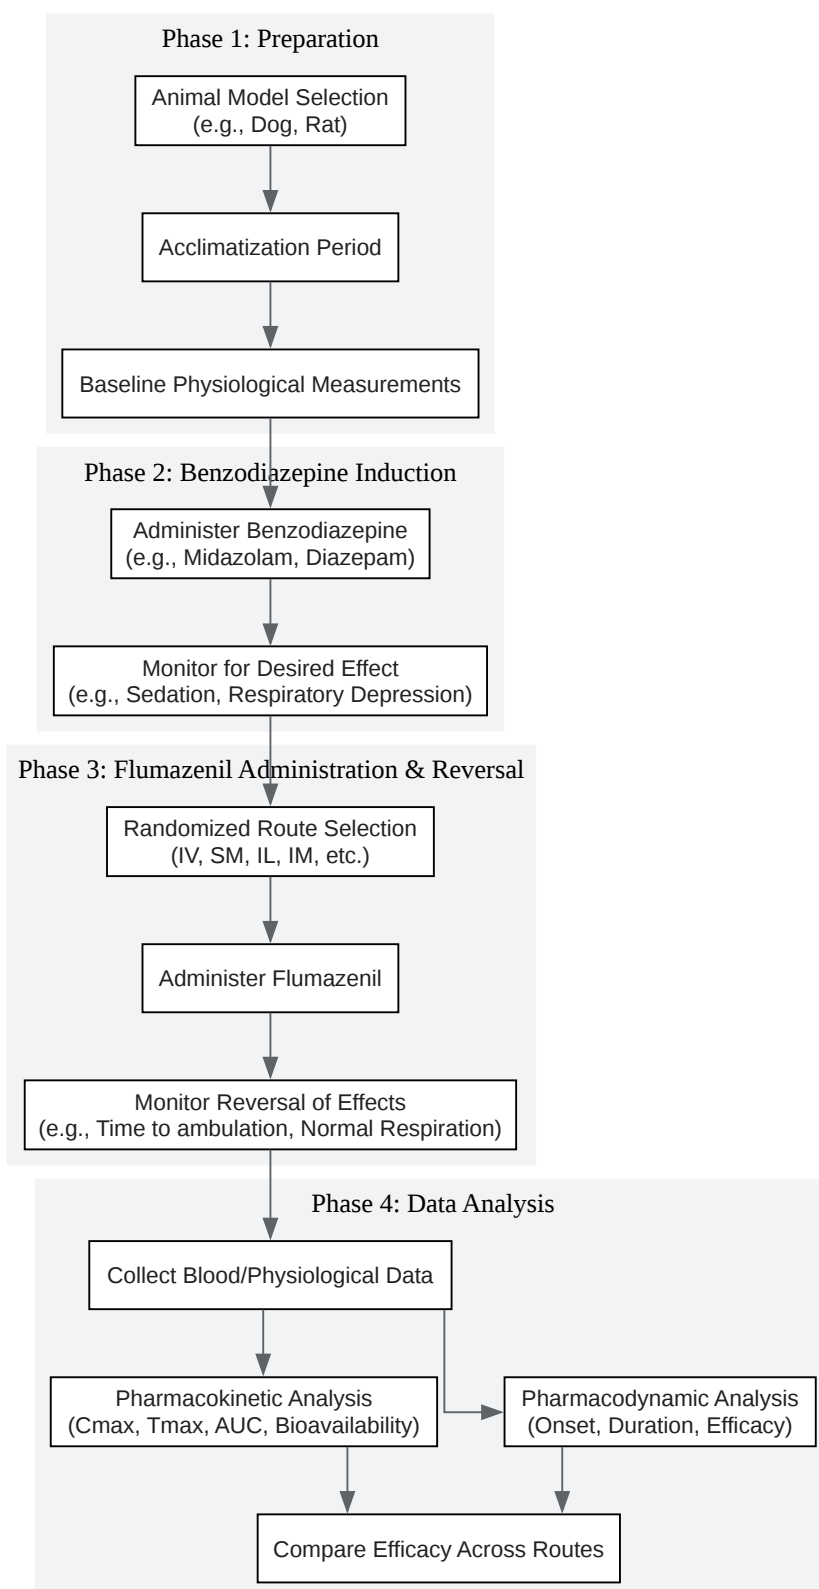 Phase 1: Preparation
Animal Model Selection
(e.g., Dog, Rat)
Acclimatization Period
Baseline Physiological Measurements
Phase 2: Benzodiazepine Induction
Administer Benzodiazepine
(e.g., Midazolam, Diazepam)
Monitor for Desired Effect
(e.g., Sedation, Respiratory Depression)
Phase 3: Flumazenil Administration & Reversal
Randomized Route Selection
(IV, SM, IL, IM, etc.)
Administer Flumazenil
Monitor Reversal of Effects
(e.g., Time to ambulation, Normal Respiration)
Phase 4: Data Analysis
Collect Blood/Physiological Data
Pharmacokinetic Analysis
(Cmax, Tmax, AUC, Bioavailability)
Pharmacodynamic Analysis
(Onset, Duration, Efficacy)
Compare Efficacy Across Routes